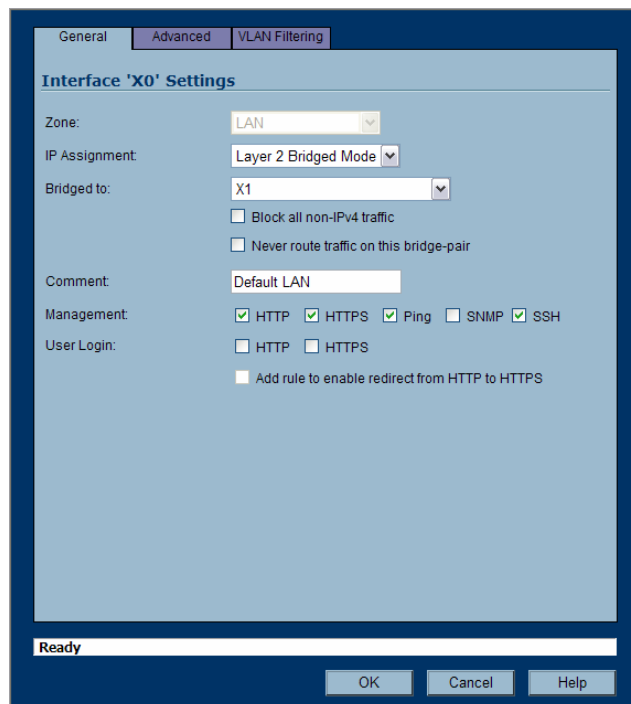 General Advanced VLAN Filtering
Interface 'X0' Settings
Zone: LAN
IP Assignment: Layer 2 Bridged Mode
Bridged to: X1
Block all non-IPv4 traffic
Never route traffic on this bridge-pair
Comment: Default LAN
Management: HTTP HTTPS Ping SNMP SSH
User Login: HTTP HTTPS
Add rule to enable redirect from HTTP to HTTPS
Ready
OK Cancel Help